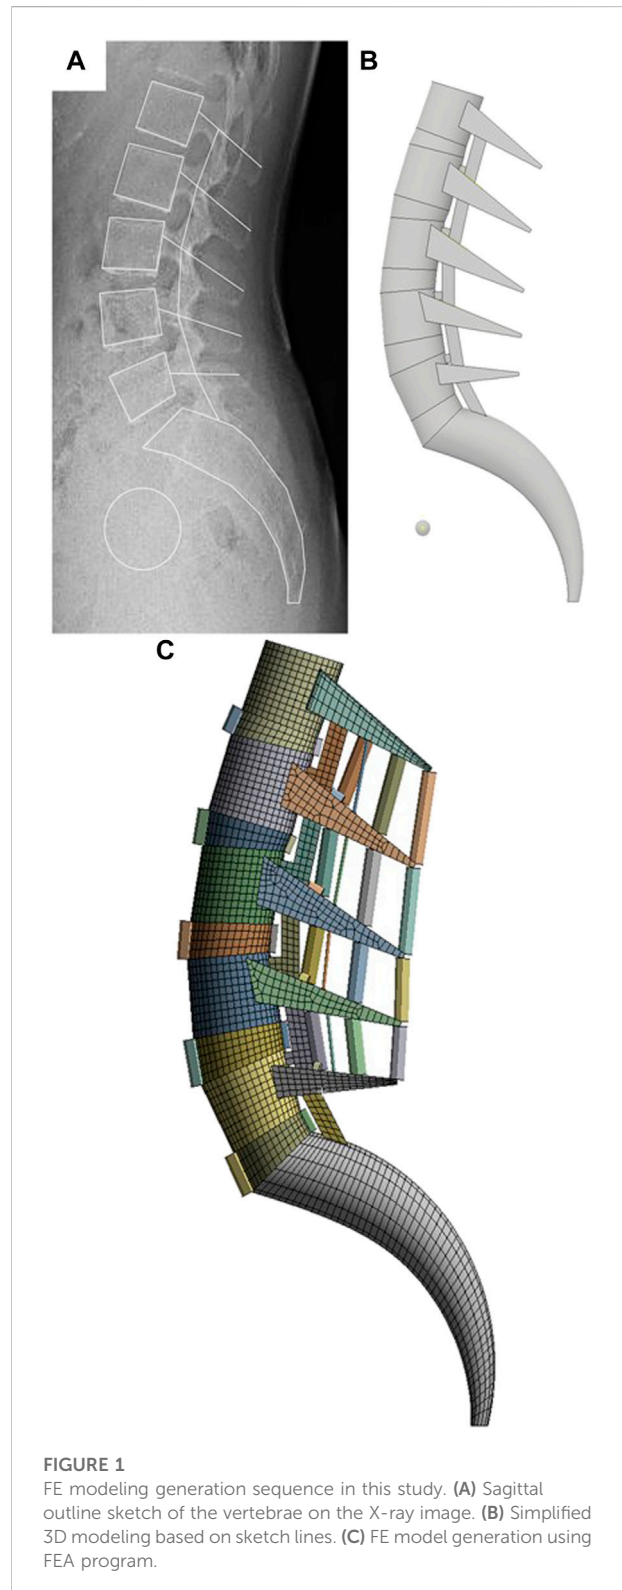 A
B
C
FIGURE 1
FE modeling generation sequence in this study. (A) Sagittal
outline sketch of the vertebrae on the X-ray image. (B) Simplified
3D modeling based on sketch lines. (C) FE model generation using
FEA program.